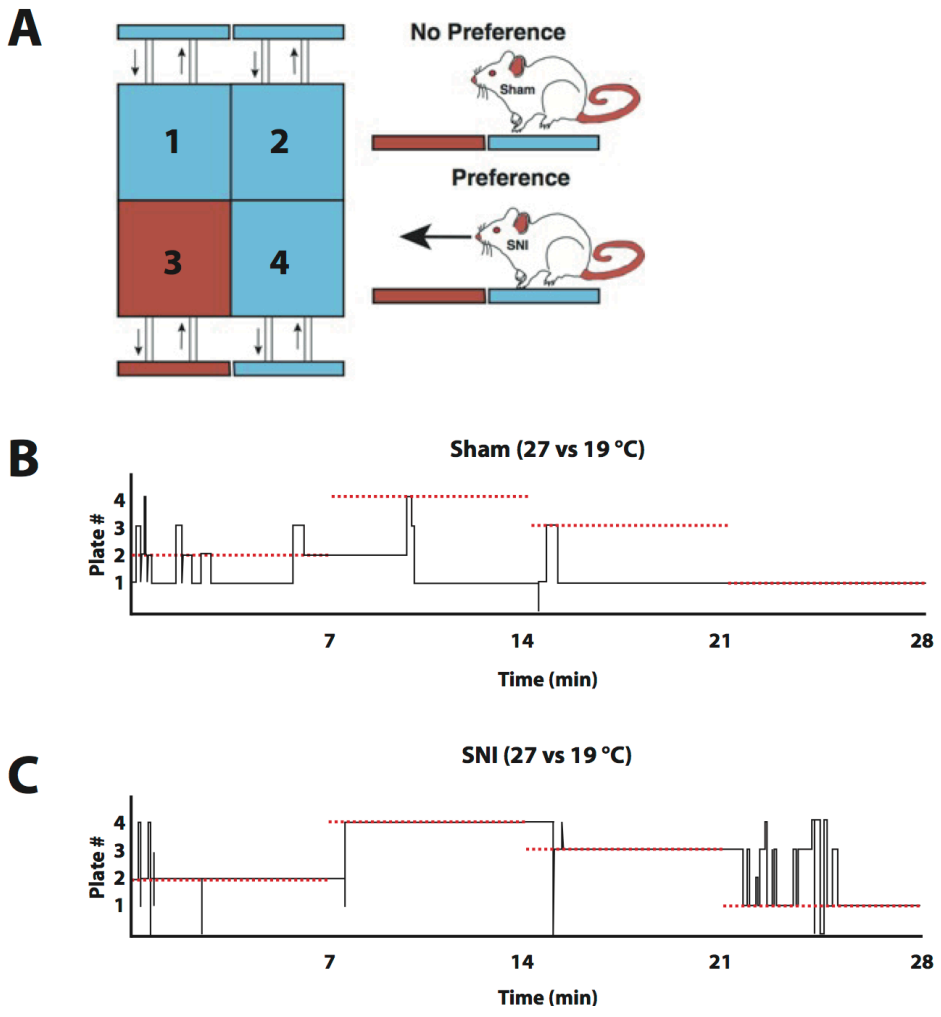 A
No Preference
Sham
1 2
Preference
SNI
3 4
B
Sham (27 vs 19 °C)
Plate #
4
3
2
1
7 14 21 28
Time (min)
C
SNI (27 vs 19 °C)
Plate #
4
3
2
1
7 14 21 28
Time (min)